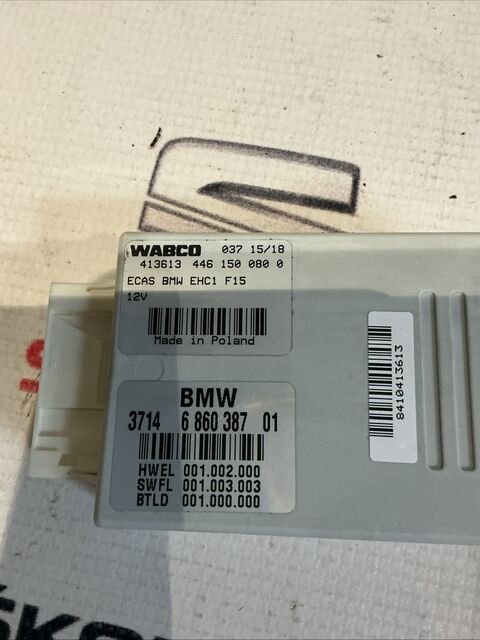 WABCO 037 15/18
413613 446 150 080 0
ECAS BMW EHC1 F15
12V
Made in Poland
BMW
3714 6 860 387 01
HWEL 001.002.000
SWFL 001.003.003
BTLD 001.000.000
8410413613